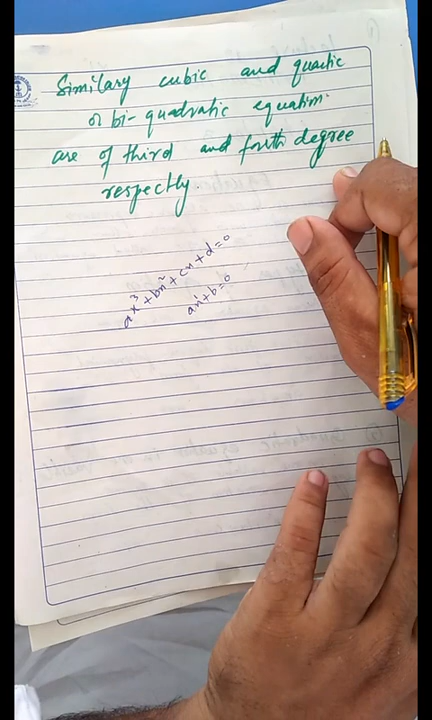 Similary cubic and quartic
or bi-quadratic equation.
are of third and forth degree
respectly.
ax³+bx²+cx+d=0
ax¹+b=0